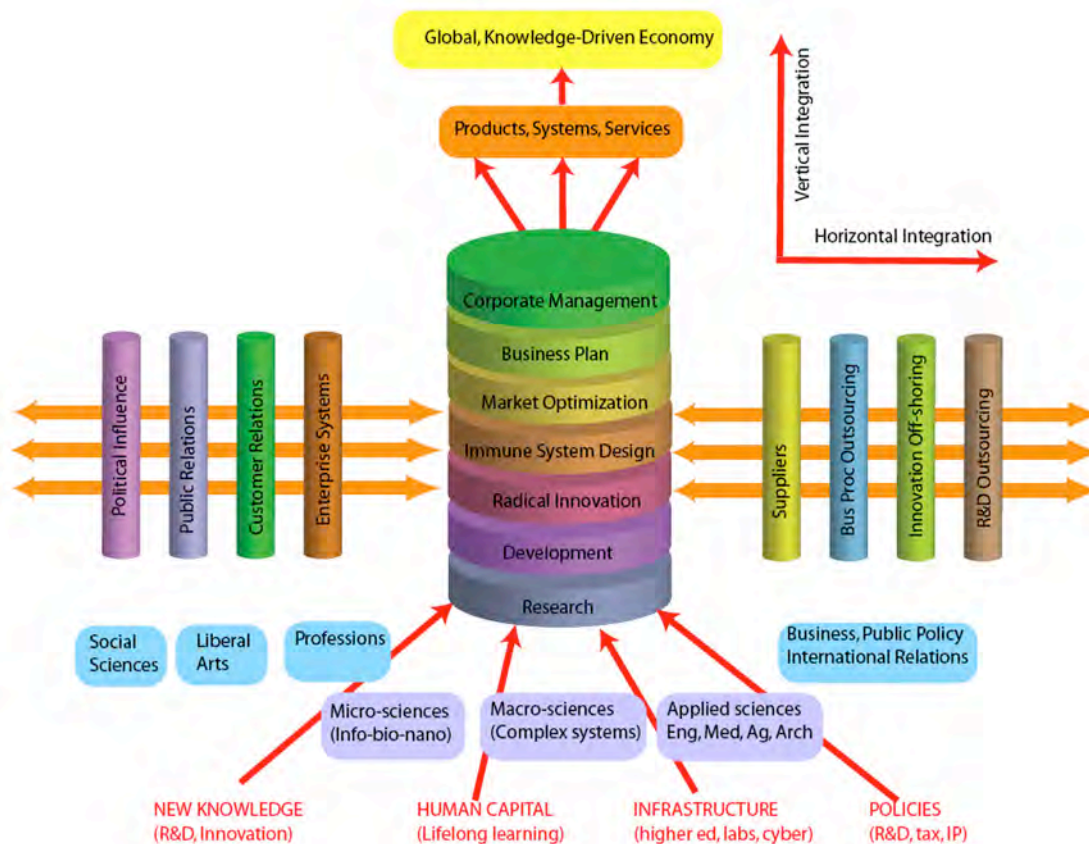 Global, Knowledge-Driven Economy
Products, Systems, Services
Vertical Integration
Horizontal Integration
Corporate Management
Business Plan
Market Optimization
Immune System Design
Radical Innovation
Development
Research
Political Influence
Public Relations
Customer Relations
Enterprise Systems
Suppliers
Bus Proc Outsourcing
Innovation Off-shoring
R&D Outsourcing
Social
Sciences
Liberal
Arts
Professions
Business, Public Policy
International Relations
Micro-sciences
(Info-bio-nano)
Macro-sciences
(Complex systems)
Applied sciences
Eng, Med, Ag, Arch
NEW KNOWLEDGE
(R&D, Innovation)
HUMAN CAPITAL
(Lifelong learning)
INFRASTRUCTURE
(higher ed, labs, cyber)
POLICIES
(R&D, tax, IP)